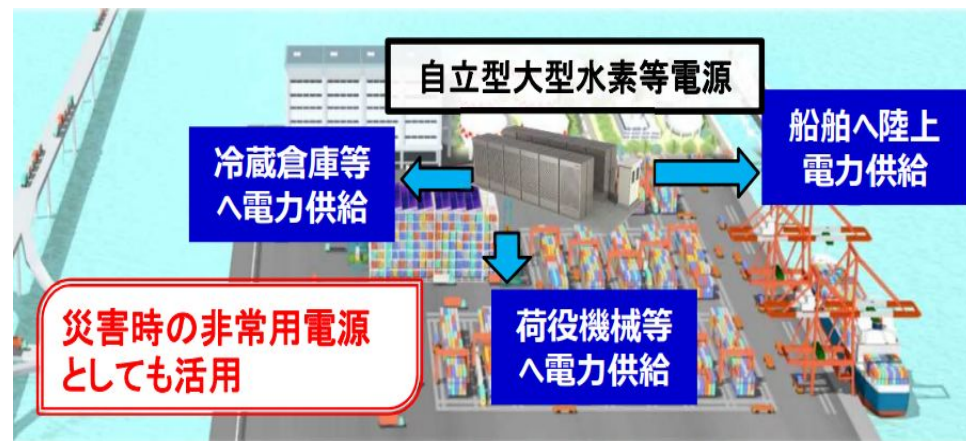 自立型大型水素等電源
船舶へ陸上
電力供給
冷蔵倉庫等
へ電力供給
荷役機械等
へ電力供給
災害時の非常用電源
としても活用